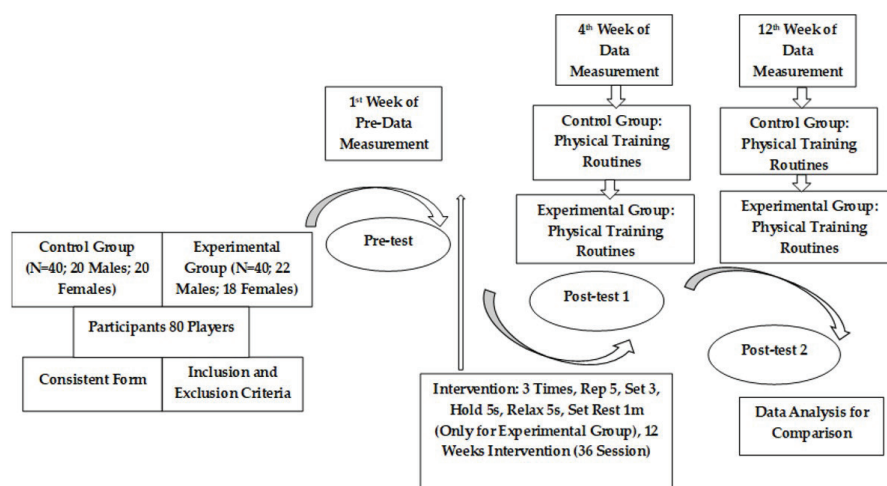 4th Week of
Data
Measurement
12th Week of
Data
Measurement
1st Week of
Pre-Data
Measurement
Control Group:
Physical Training
Routines
Control Group:
Physical Training
Routines
Experimental Group:
Physical Training
Routines
Experimental Group:
Physical Training
Routines
Pre-test
Control Group
(N=40; 20 Males; 20
Females)
Experimental
Group (N=40; 22
Males; 18 Females)
Participants 80 Players
Consistent Form
Inclusion and
Exclusion Criteria
Post-test 1
Post-test 2
Intervention: 3 Times, Rep 5, Set 3,
Hold 5s, Relax 5s, Set Rest 1m
(Only for Experimental Group), 12
Weeks Intervention (36 Session)
Data Analysis for
Comparison